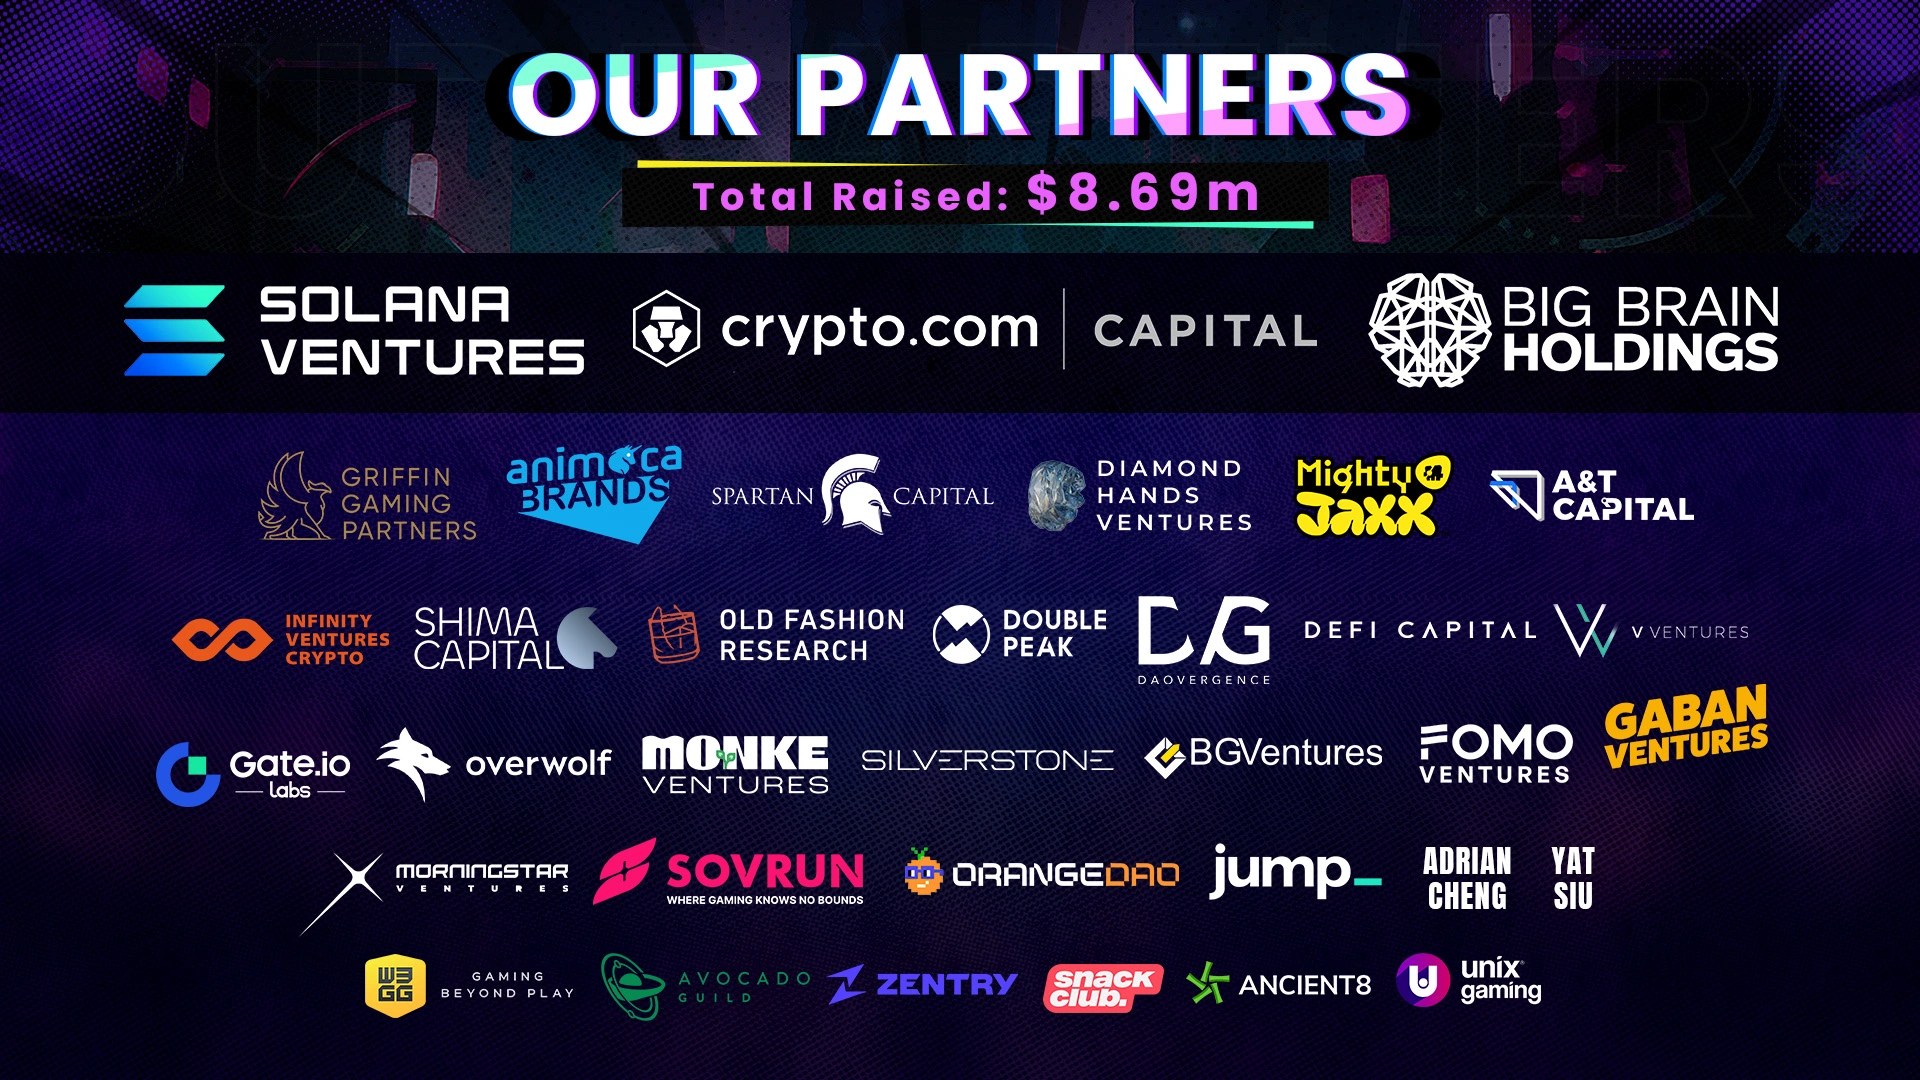 OUR PARTNERS
Total Raised: $8.69m
SOLANA
VENTURES
crypto.com | CAPITAL
BIG BRAIN
HOLDINGS
GRIFFIN
GAMING
PARTNERS
animoca
BRANDS
SPARTAN CAPITAL
DIAMOND
HANDS
VENTURES
Mighty
JAXX
A&T
CAPITAL
INFINITY
VENTURES
CRYPTO
SHIMA
CAPITAL
OLD FASHION
RESEARCH
DOUBLE
PEAK
DVG
DAOVERGENCE
DEFI CAPITAL
V VENTURES
Gate.io
labs
overwolf
MONKE
VENTURES
SILVERSTONE
BGVentures
FOMO
VENTURES
GABAN
VENTURES
MORNINGSTAR
VENTURES
SOVRUN
WHERE GAMING KNOWS NO BOUNDS
ORANGEDAO
jump_
ADRIAN
CHENG
YAT
SIU
W3
GG
GAMING
BEYOND PLAY
AVOCADO
GUILD
ZENTRY
snack
club.
ANCIENT8
unix
gaming